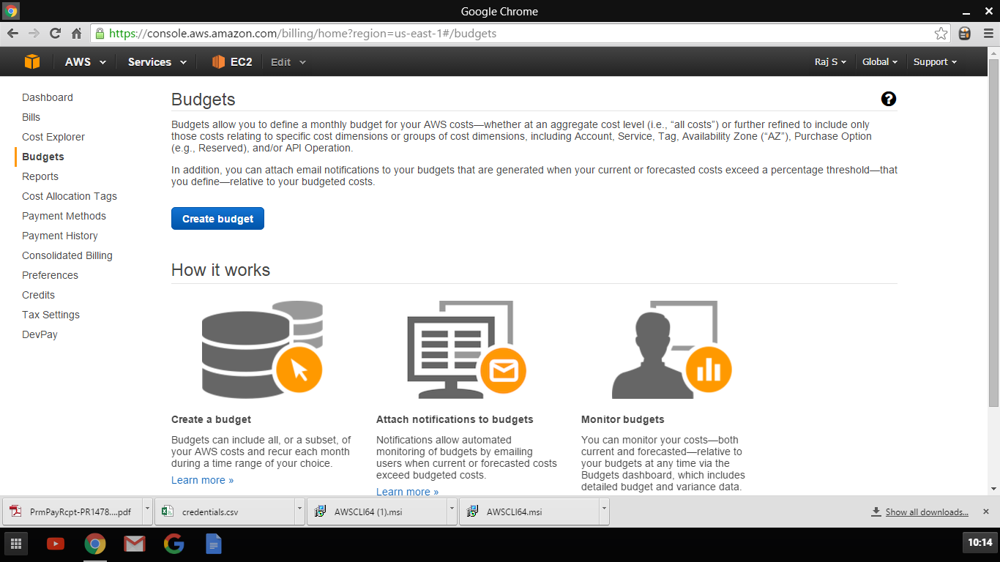 Google Chrome
https://console.aws.amazon.com/billing/home?region=us-east-1#/budgets
AWS Services EC2 Edit Raj S Global Support
Dashboard
Bills
Cost Explorer
Budgets
Reports
Cost Allocation Tags
Payment Methods
Payment History
Consolidated Billing
Preferences
Credits
Tax Settings
DevPay
Budgets
?
Budgets allow you to define a monthly budget for your AWS costs—whether at an aggregate cost level (i.e., “all costs”) or further refined to include only
those costs relating to specific cost dimensions or groups of cost dimensions, including Account, Service, Tag, Availability Zone (“AZ”), Purchase Option
(e.g., Reserved), and/or API Operation.
In addition, you can attach email notifications to your budgets that are generated when your current or forecasted costs exceed a percentage threshold—that
you define—relative to your budgeted costs.
Create budget
How it works
Create a budget
Budgets can include all, or a subset, of
your AWS costs and recur each month
during a time range of your choice.
Learn more »
Attach notifications to budgets
Notifications allow automated
monitoring of budgets by emailing
users when current or forecasted costs
exceed budgeted costs.
Learn more »
Monitor budgets
You can monitor your costs—both
current and forecasted—relative to
your budgets at any time via the
Budgets dashboard, which includes
detailed budget and variance data.
PrmPayRcpt-PR1478....pdf credentials.csv AWSCLI64 (1).msi AWSCLI64.msi Show all downloads...
10:14